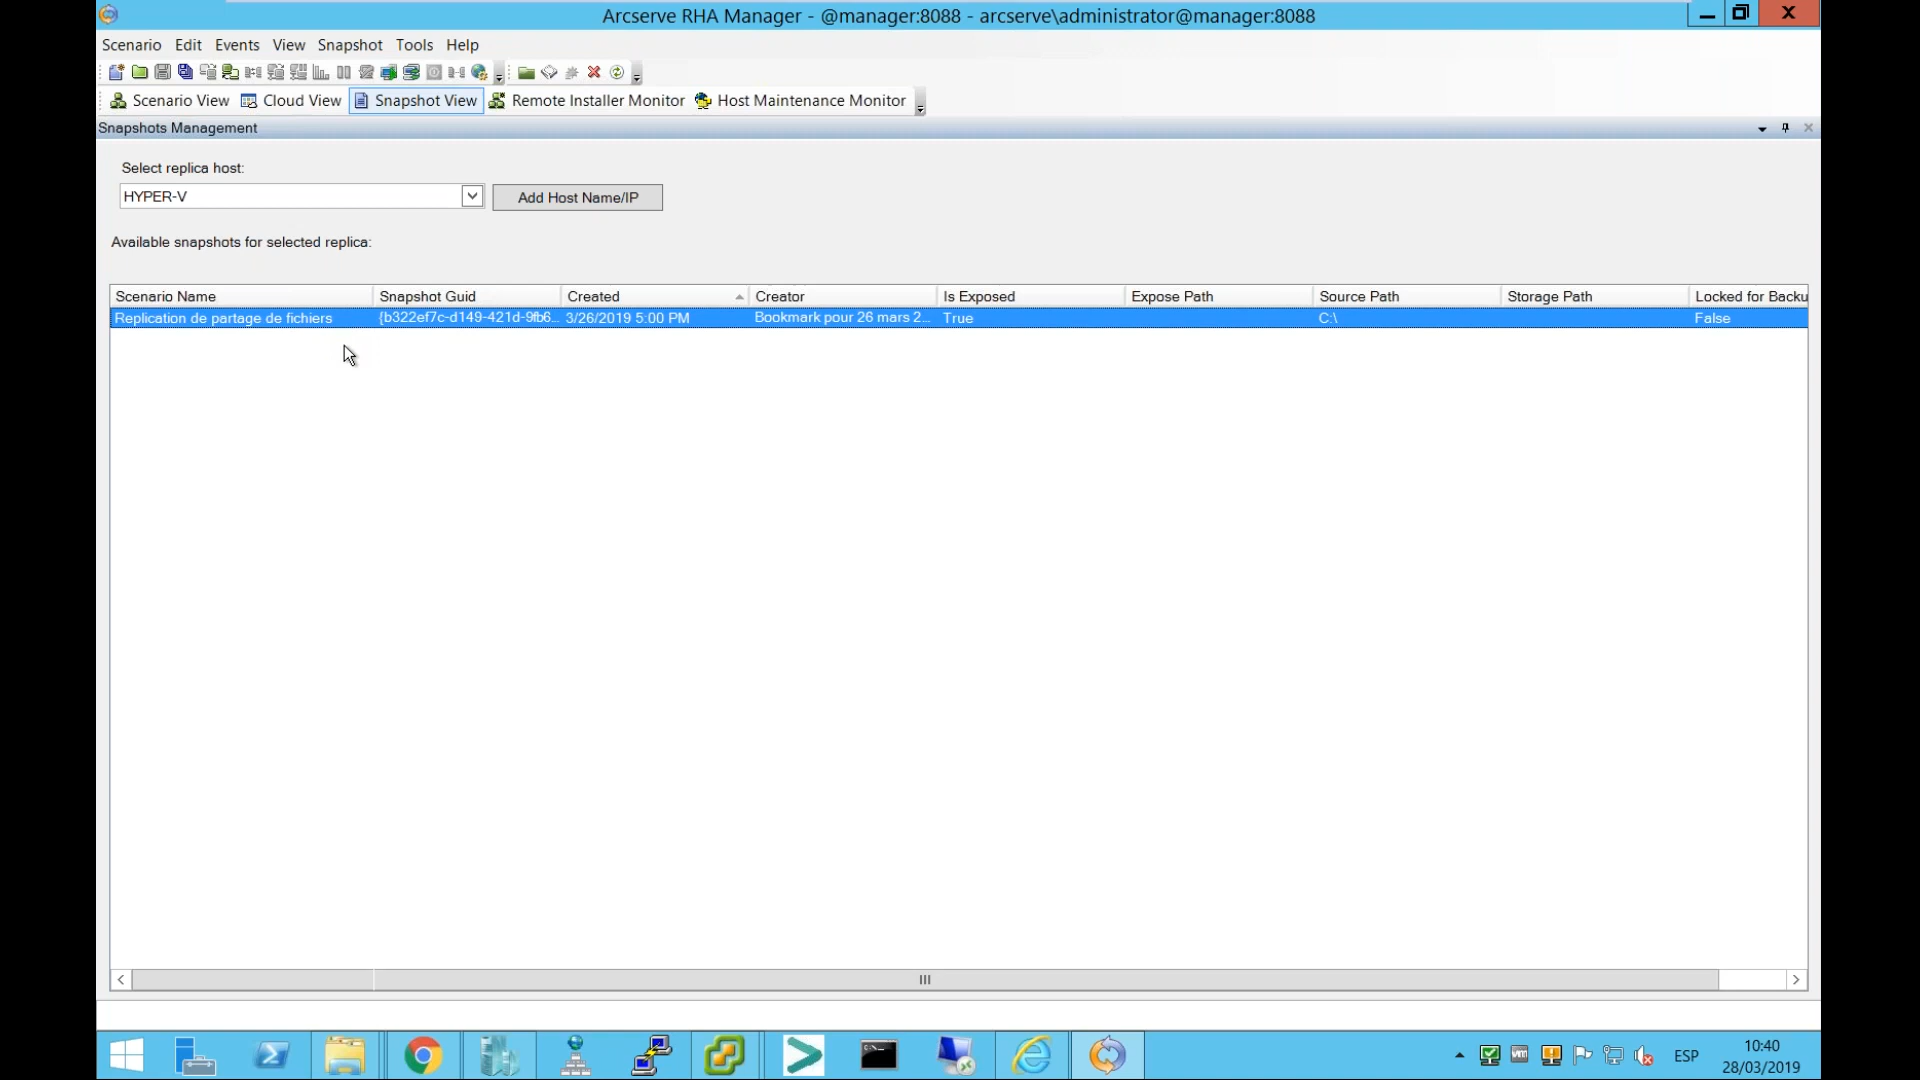 Arcserve RHA Manager - @manager:8088 - arcserve\administrator@manager:8088
Scenario Edit Events View Snapshot Tools Help
Scenario View Cloud View Snapshot View Remote Installer Monitor Host Maintenance Monitor
Snapshots Management
Select replica host:
HYPER-V Add Host Name/IP
Available snapshots for selected replica:
Scenario Name Snapshot Guid Created Creator Is Exposed Expose Path Source Path Storage Path Locked for Backu
Replication de partage de fichiers {b322ef7c-d149-421d-9fb6... 3/26/2019 5:00 PM Bookmark pour 26 mars 2... True C:\ False
ESP 10:40
28/03/2019